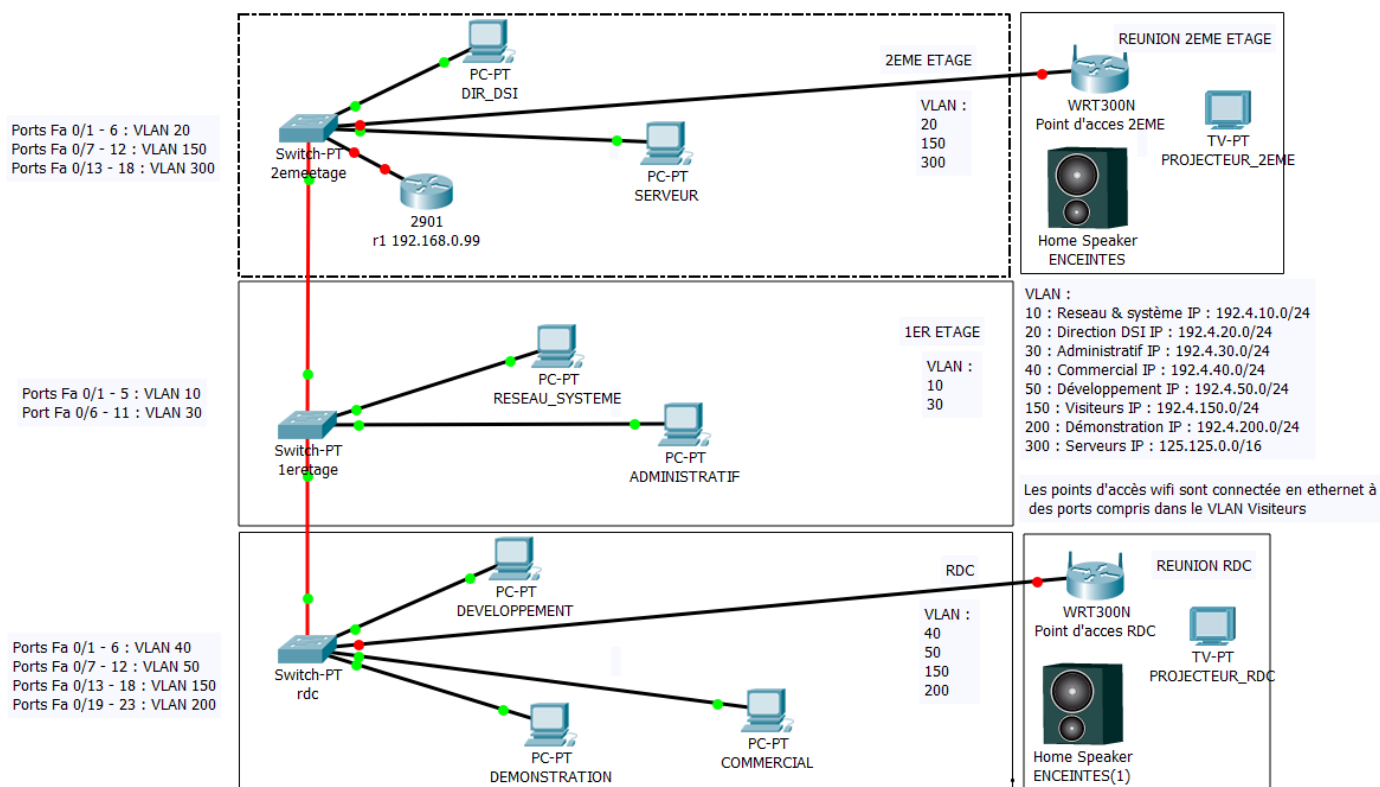 Ports Fa 0/1 - 6 : VLAN 20
Ports Fa 0/7 - 12 : VLAN 150
Ports Fa 0/13 - 18 : VLAN 300
PC-PT
DIR_DSI
Switch-PT
2emeetage
2901
r1 192.168.0.99
PC-PT
SERVEUR
2EME ETAGE
VLAN :
20
150
300
REUNION 2EME ETAGE
WRT300N
Point d'acces 2EME
TV-PT
PROJECTEUR_2EME
Home Speaker
ENCEINTES
Ports Fa 0/1 - 5 : VLAN 10
Port Fa 0/6 - 11 : VLAN 30
Switch-PT
1eretage
PC-PT
RESEAU_SYSTEME
PC-PT
ADMINISTRATIF
1ER ETAGE
VLAN :
10
30
VLAN :
10 : Reseau & système IP : 192.4.10.0/24
20 : Direction DSI IP : 192.4.20.0/24
30 : Administratif IP : 192.4.30.0/24
40 : Commercial IP : 192.4.40.0/24
50 : Développement IP : 192.4.50.0/24
150 : Visiteurs IP : 192.4.150.0/24
200 : Démonstration IP : 192.4.200.0/24
300 : Serveurs IP : 125.125.0.0/16
Les points d'accès wifi sont connectée en ethernet à
des ports compris dans le VLAN Visiteurs
Ports Fa 0/1 - 6 : VLAN 40
Ports Fa 0/7 - 12 : VLAN 50
Ports Fa 0/13 - 18 : VLAN 150
Ports Fa 0/19 - 23 : VLAN 200
Switch-PT
rdc
PC-PT
DEVELOPPEMENT
PC-PT
DEMONSTRATION
PC-PT
COMMERCIAL
RDC
VLAN :
40
50
150
200
REUNION RDC
WRT300N
Point d'acces RDC
TV-PT
PROJECTEUR_RDC
Home Speaker
ENCEINTES(1)